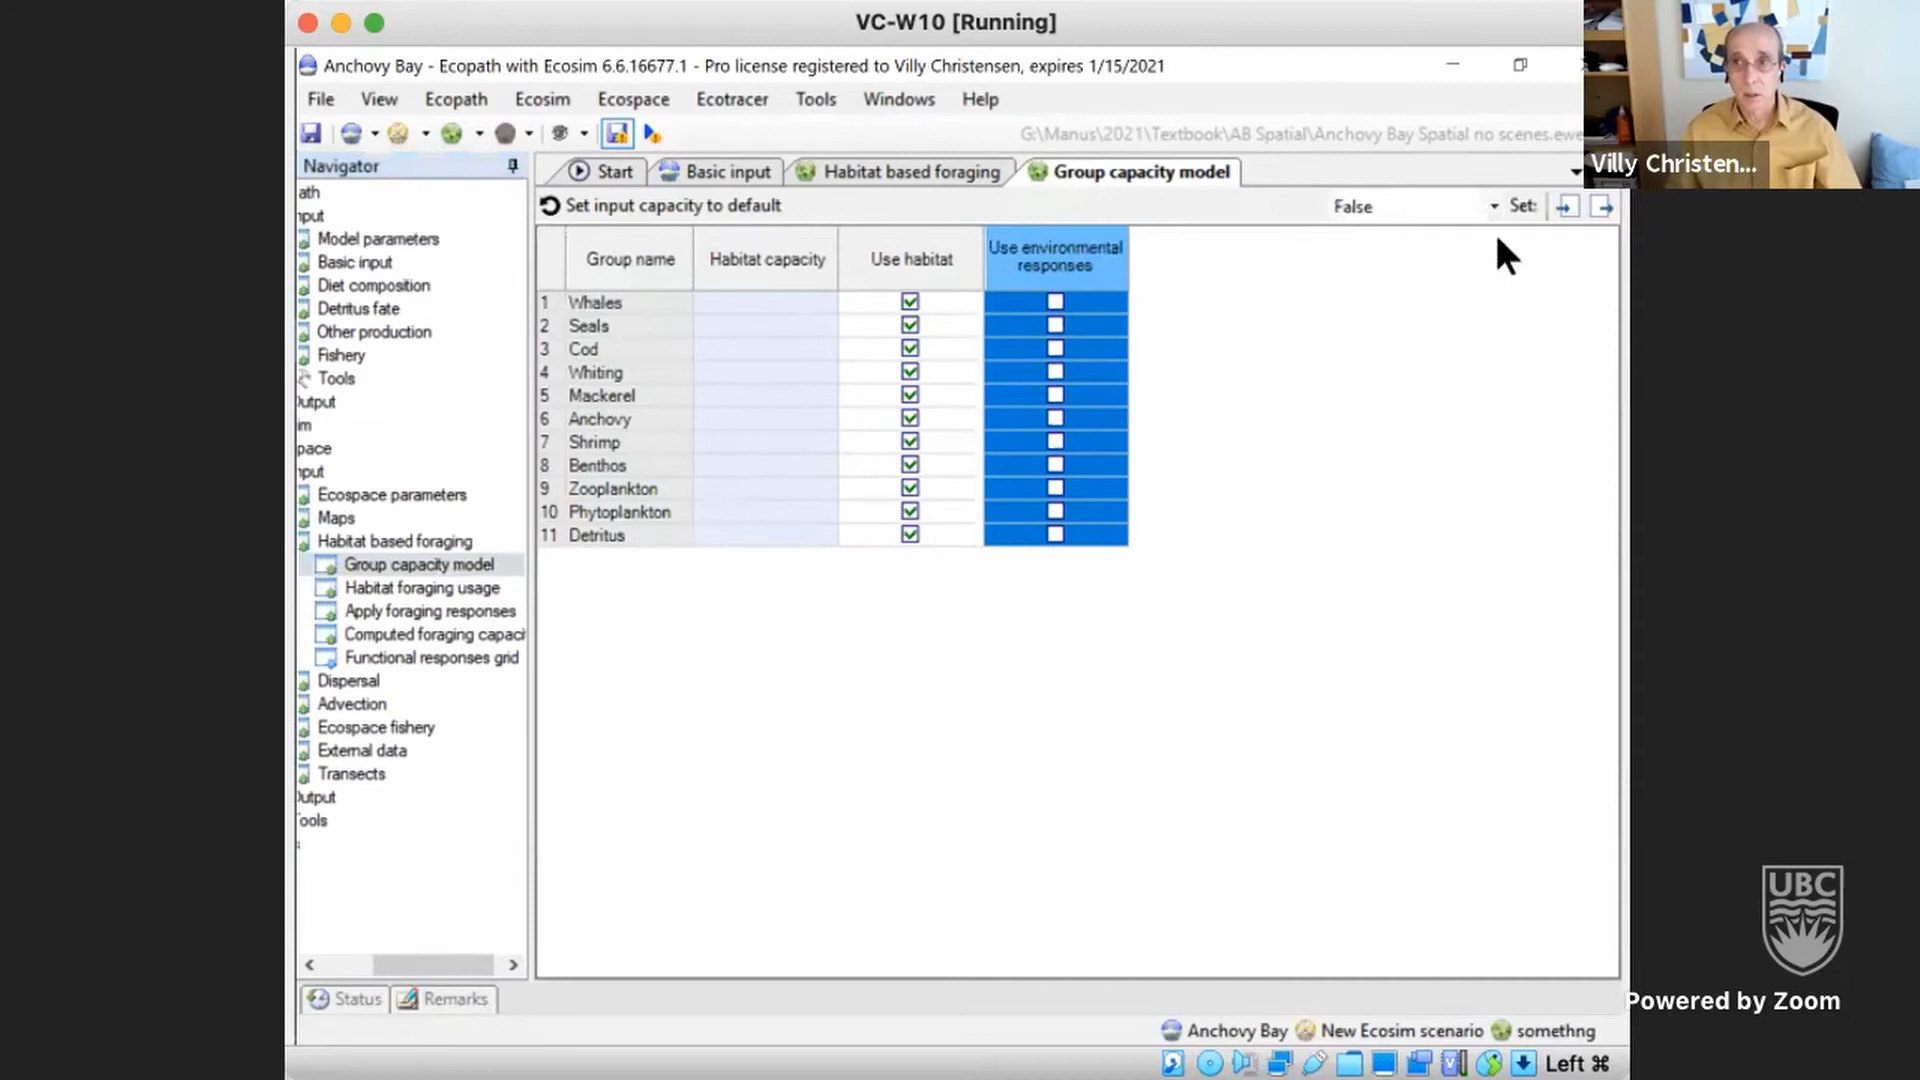 VC-W10 [Running]
Anchovy Bay - Ecopath with Ecosim 6.6.16677.1 - Pro license registered to Villy Christensen, expires 1/15/2021
File View Ecopath Ecosim Ecospace Ecotracer Tools Windows Help
G:\Manus\2021\Textbook\AB Spatial\Anchovy Bay Spatial no scenes.ewe
Villy Christen...
Navigator
Start Basic input Habitat based foraging Group capacity model
Set input capacity to default False Set:
ath
nput
Model parameters
Basic input
Diet composition
Detritus fate
Other production
Fishery
Tools
Output
im
pace
nput
Ecospace parameters
Maps
Habitat based foraging
Group capacity model
Habitat foraging usage
Apply foraging responses
Computed foraging capaci
Functional responses grid
Dispersal
Advection
Ecospace fishery
External data
Transects
Output
Tools
Group name Habitat capacity Use habitat Use environmental responses
1 Whales
2 Seals
3 Cod
4 Whiting
5 Mackerel
6 Anchovy
7 Shrimp
8 Benthos
9 Zooplankton
10 Phytoplankton
11 Detritus
Status Remarks
UBC
Powered by Zoom
Anchovy Bay New Ecosim scenario somethng
Left ⌘